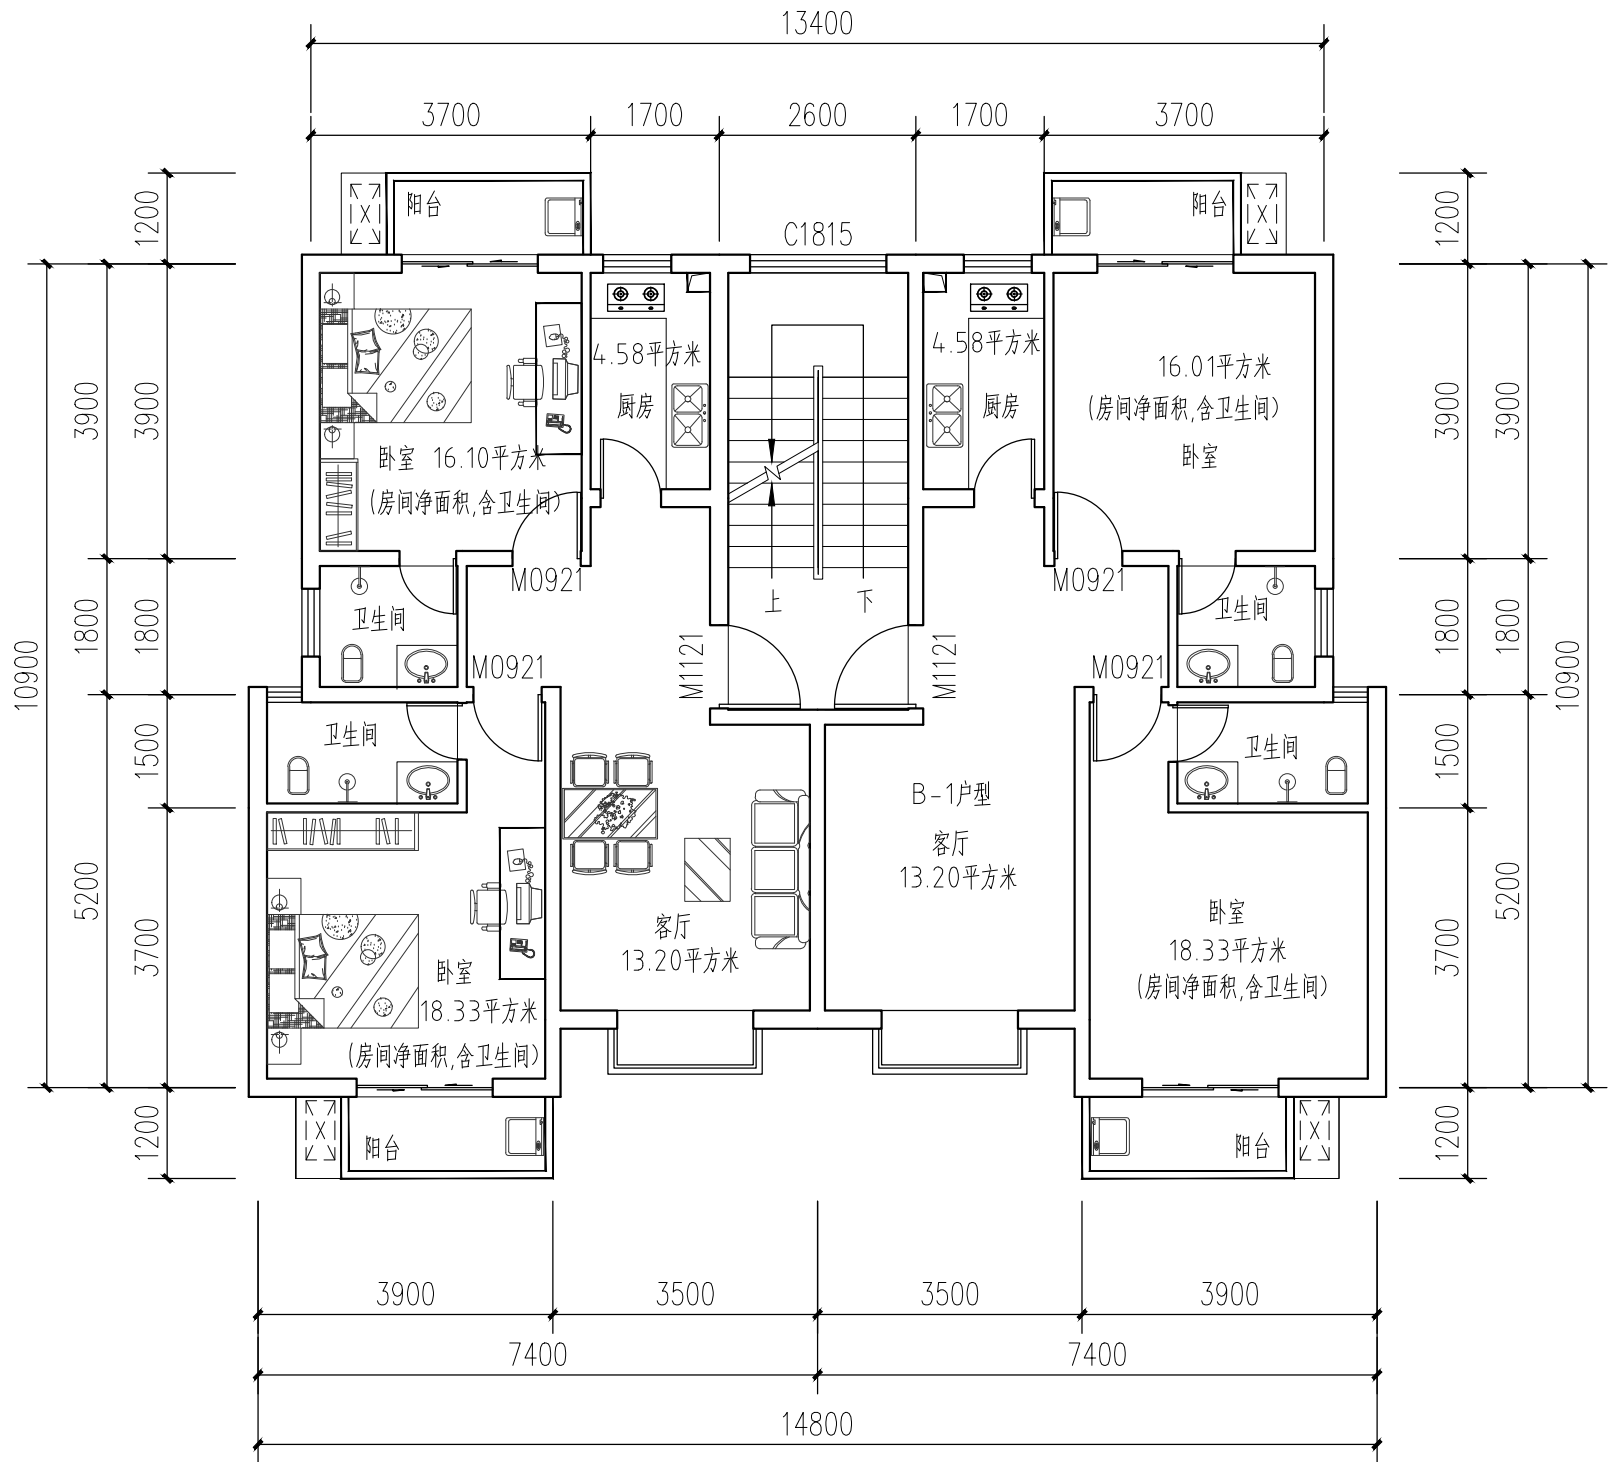 13400
3700 1700 2600 1700 3700
1200 阳台 阳台 1200
C1815
4.58平方米 4.58平方米
16.01平方米
3900 3900 厨房 厨房 (房间净面积,含卫生间) 3900 3900
卧室 16.10平方米 卧室
(房间净面积,含卫生间)
M0921 M0921
上 下
1800 1800 卫生间 卫生间 1800 1800
10900 M0921 M1121 M1121 M0921 10900
1500 卫生间 卫生间 1500
B-1户型
客厅
13.20平方米
5200 5200
客厅 卧室
3700 13.20平方米 18.33平方米 3700
卧室 (房间净面积,含卫生间)
18.33平方米
(房间净面积,含卫生间)
1200 阳台 阳台 1200
3900 3500 3500 3900
7400 7400
14800